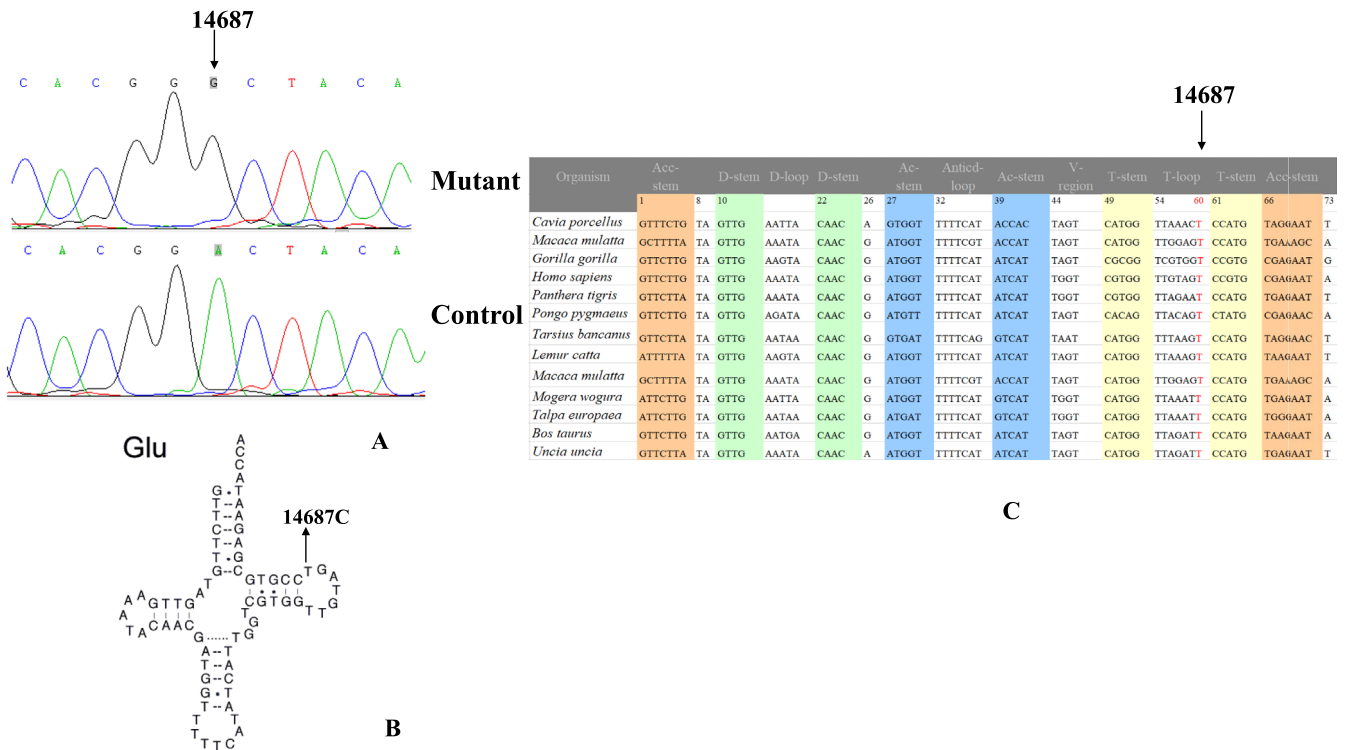 14687
C A C G G G C T A C A
Mutant
C A C G G A C T A C A
Control
A
Glu
14687C
B
14687
Organism Acc-stem D-stem D-loop D-stem Ac-stem Anticd-loop Ac-stem V-region T-stem T-loop T-stem Acc-stem
1 8 10 22 26 27 32 39 44 49 54 60 61 66 73
Cavia porcellus GTTTCTG TA GTTG AATTA CAAC A GTGGT TTTTCAT ACCAC TAGT CATGG TTAAACT CCATG TAGGAAT T
Macaca mulatta GCTTTTA TA GTTG AAATA CAAC G ATGGT TTTTCGT ACCAT TAGT CATGG TTGGAGT CCATG TGAAAGC A
Gorilla gorilla GTTCTTG TA GTTG AAGTA CAAC G ATGGT TTTTCAT ATCAT TAGT CGCGG TCGTGGT CCGTG CGAGAAT G
Homo sapiens GTTCTTG TA GTTG AAATA CAAC G ATGGT TTTTCAT ATCAT TGGT CGTGG TTGTAGT CCGTG CGAGAAT A
Panthera tigris GTTCTTA TA GTTG AAATA CAAC G ATGGT TTTTCAT ATCAT TGGT CGTGG TTAGAAT CCATG TGAGAAT T
Pongo pygmaeus GTTCTTG TA GTTG AGATA CAAC G ATGTT TTTTCAT ATCAT TAGT CACAG TTACAGT CTATG CGAGAAC A
Tarsius bancanus GTTCTTA TA GTTG AATAA CAAC G GTGAT TTTTCAG GTCAT TAAT CATGG TTTAAGT CCATG TAGGAAC T
Lemur catta ATTTTTA TA GTTG AAGTA CAAC G ATGGT TTTTCAT ATCAT TAGT CATGG TTAAAGT CCATG TAAGAAT T
Macaca mulatta GCTTTTA TA GTTG AAATA CAAC G ATGGT TTTTCGT ACCAT TAGT CATGG TTGGAGT CCATG TGAAAGC A
Mogera wogura ATTCTTG TA GTTG AATTA CAAC G ATGGT TTTTCAT GTCAT TGGT CATGG TTAAATT CCATG TGAGAAT A
Talpa europaea ATTCTTG TA GTTG AATAA CAAC G ATGAT TTTTCAT GTCAT TGGT CATGG TTAAATT CCATG TGGGAAT A
Bos taurus GTTCTTG TA GTTG AATGA CAAC G ATGGT TTTTCAT ATCAT TAGT CATGG TTAGATT CCATG TAAGAAT A
Uncia uncia GTTCTTA TA GTTG AAATA CAAC A ATGGT TTTTCAT ATCAT TAGT CATGG TTAGATT CCATG TGAGAAT T
C